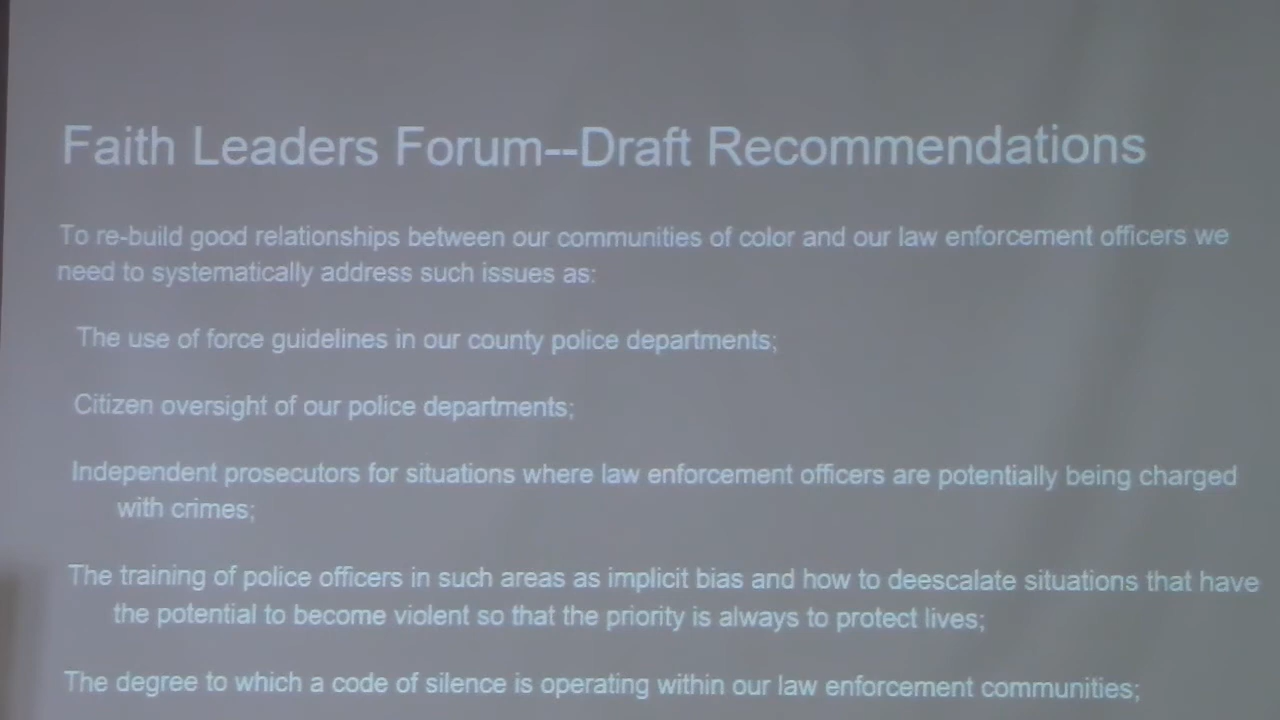 Faith Leaders Forum--Draft Recommendations
To re-build good relationships between our communities of color and our law enforcement officers we
need to systematically address such issues as:
The use of force guidelines in our county police departments;
Citizen oversight of our police departments;
Independent prosecutors for situations where law enforcement officers are potentially being charged
with crimes;
The training of police officers in such areas as implicit bias and how to deescalate situations that have
the potential to become violent so that the priority is always to protect lives;
The degree to which a code of silence is operating within our law enforcement communities;